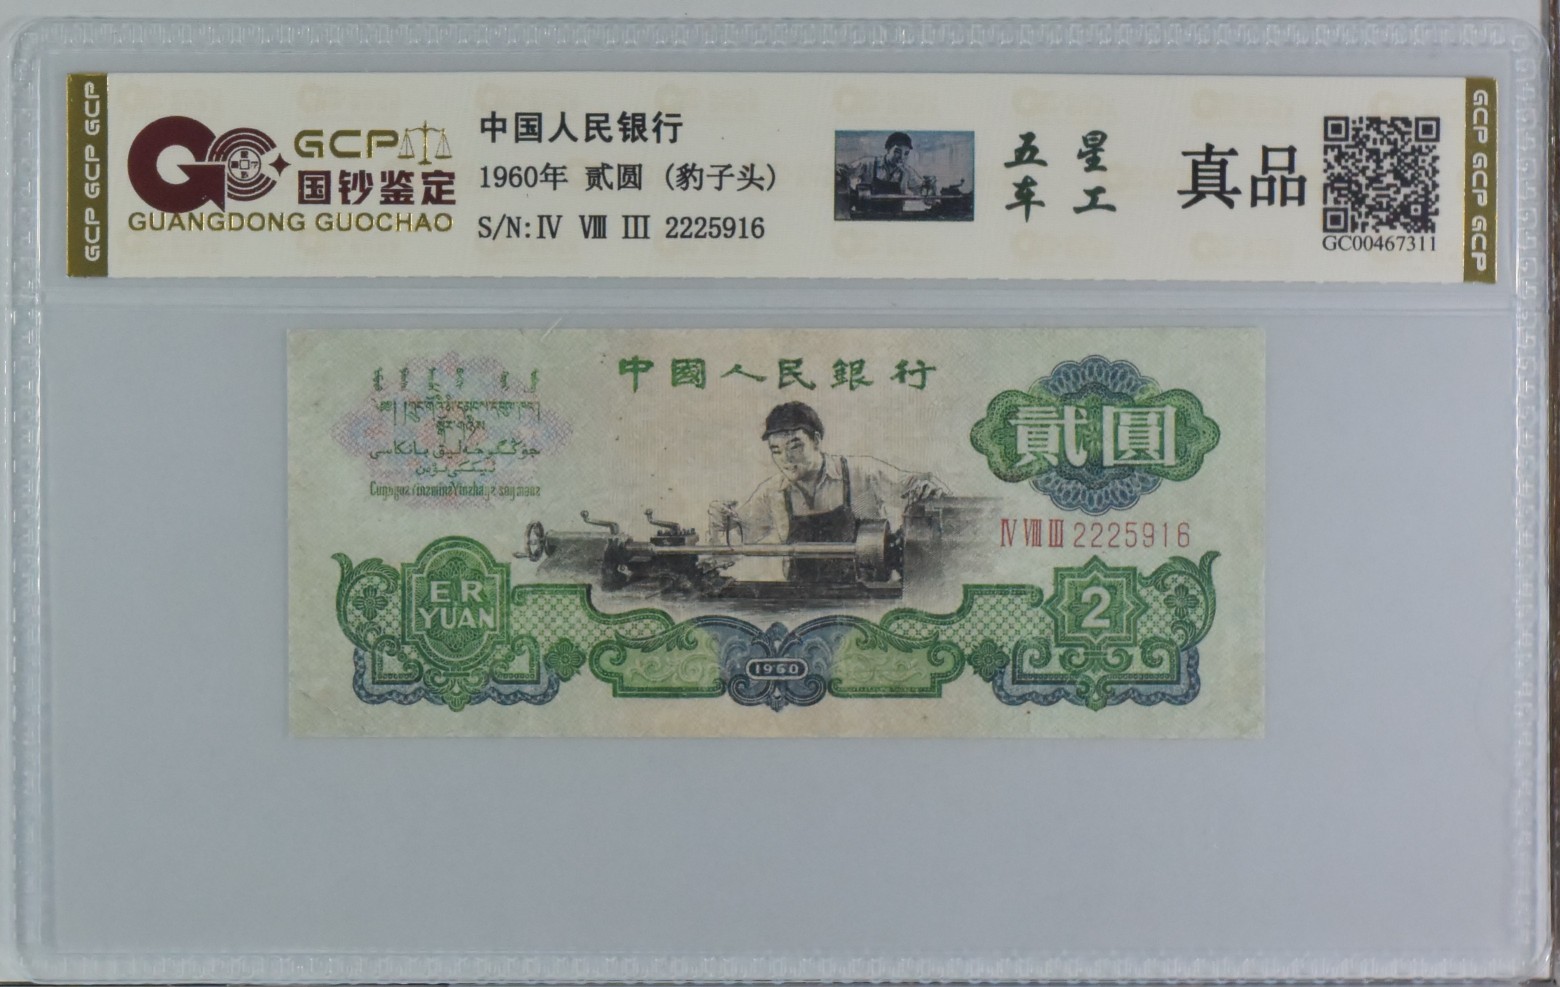 GCP GCP GCP
GCP
国钞鉴定
GUANGDONG GUOCHAO
中国人民银行
1960年 贰圆 (豹子头)
S/N:Ⅳ Ⅷ Ⅲ 2225916
五星
车工
真品
GC00467311
GCP GCP GCP
中國人民銀行
貳圓
Ⅳ Ⅷ Ⅲ 2225916
ER
YUAN
1960
2